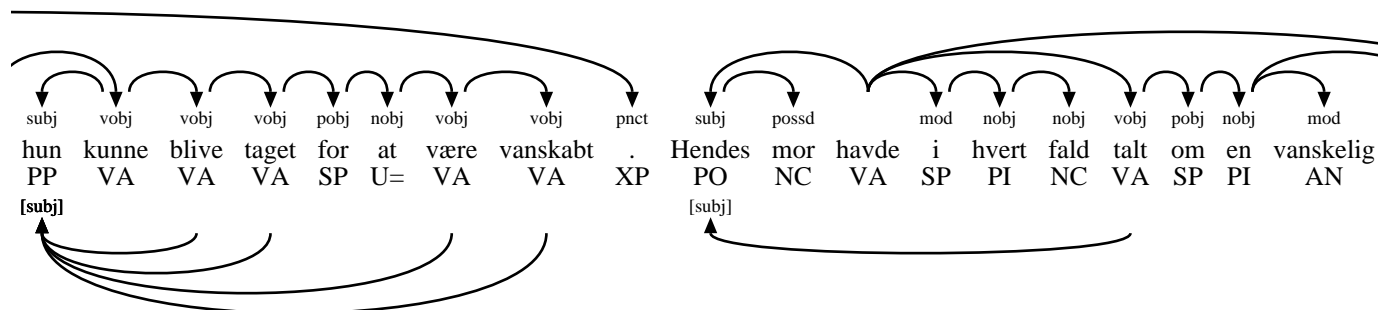 subj vobj vobj vobj pobj nobj vobj vobj pnct subj possd mod nobj nobj vobj pobj nobj mod
hun kunne blive taget for at være vanskabt . Hendes mor havde i hvert fald talt om en vanskelig
PP VA VA VA SP U= VA VA XP PO NC VA SP PI NC VA SP PI AN
[subj] [subj]